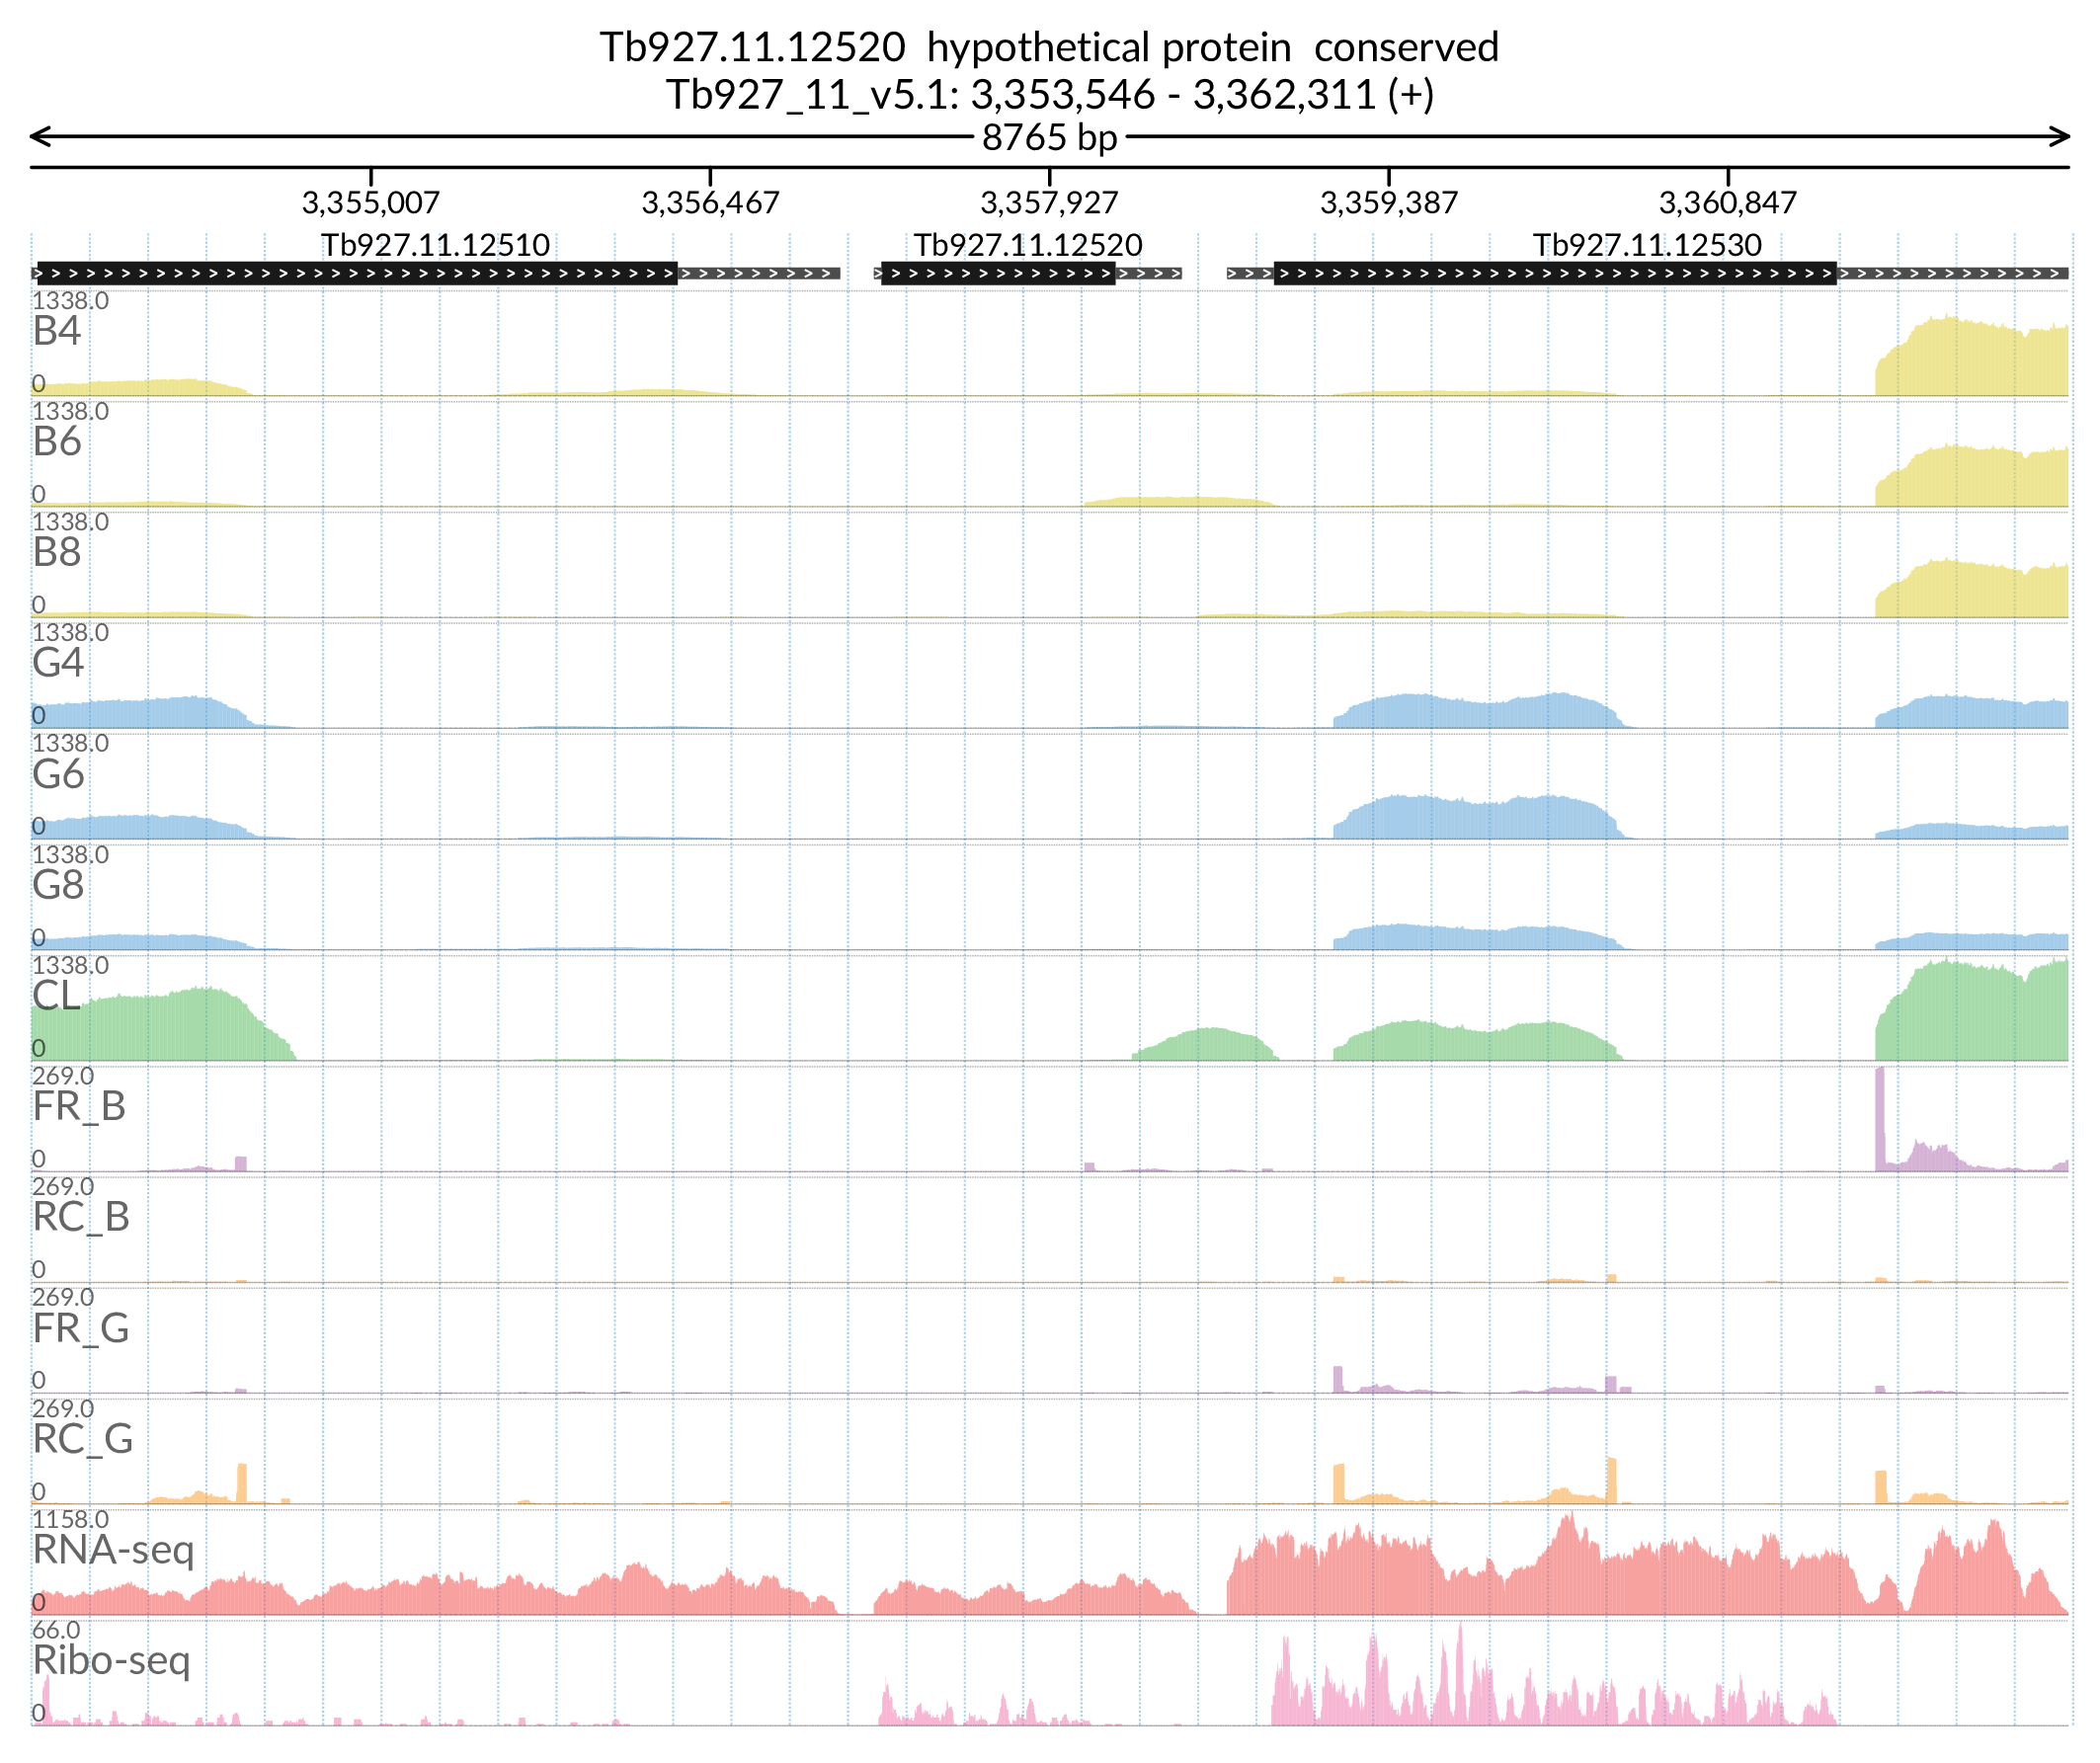 Tb927.11.12520 hypothetical protein conserved
Tb927_11_v5.1: 3,353,546 - 3,362,311 (+)
8765 bp
3,355,007 3,356,467 3,357,927 3,359,387 3,360,847
Tb927.11.12510 Tb927.11.12520 Tb927.11.12530
1338.0
B4
0
1338.0
B6
0
1338.0
B8
0
1338.0
G4
0
1338.0
G6
0
1338.0
G8
0
1338.0
CL
0
269.0
FR_B
0
269.0
RC_B
0
269.0
FR_G
0
269.0
RC_G
0
1158.0
RNA-seq
0
66.0
Ribo-seq
0